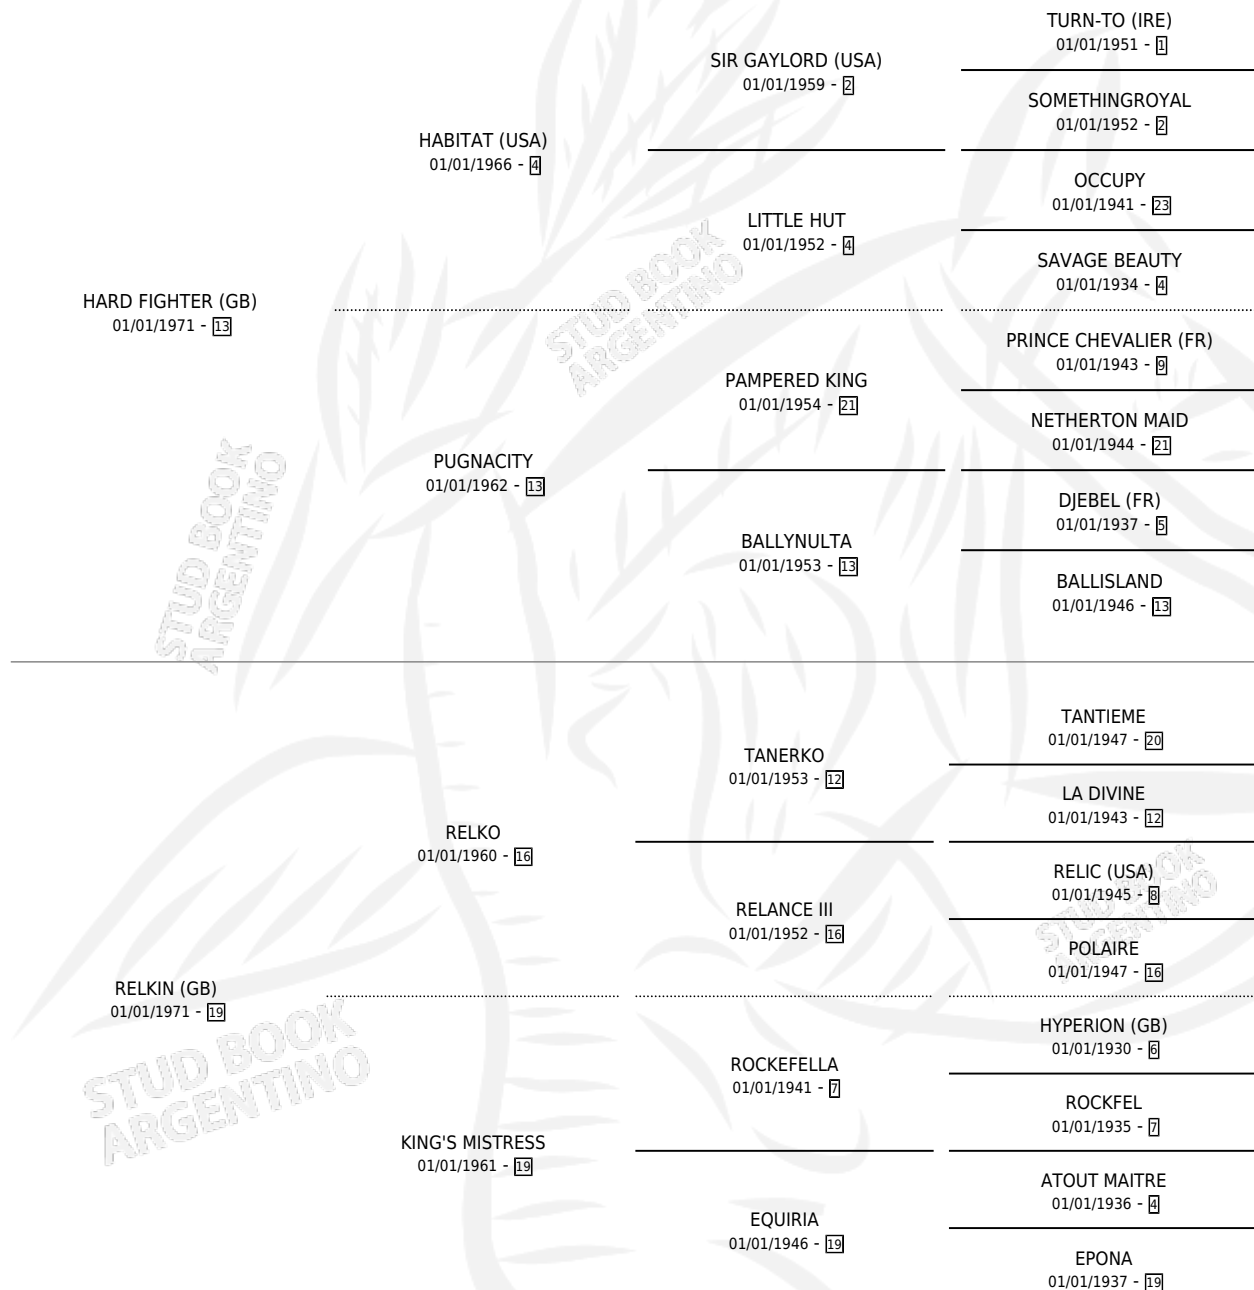 TURN-TO (IRE)
01/01/1951 - 1
SIR GAYLORD (USA)
01/01/1959 - 2
SOMETHINGROYAL
01/01/1952 - 2
HABITAT (USA)
01/01/1966 - 4
OCCUPY
01/01/1941 - 23
LITTLE HUT
01/01/1952 - 4
SAVAGE BEAUTY
01/01/1934 - 4
HARD FIGHTER (GB)
01/01/1971 - 13
PRINCE CHEVALIER (FR)
01/01/1943 - 9
PAMPERED KING
01/01/1954 - 21
NETHERTON MAID
01/01/1944 - 21
PUGNACITY
01/01/1962 - 13
DJEBEL (FR)
01/01/1937 - 5
BALLYNULTA
01/01/1953 - 13
BALLISLAND
01/01/1946 - 13
TANTIEME
01/01/1947 - 20
TANERKO
01/01/1953 - 12
LA DIVINE
01/01/1943 - 12
RELKO
01/01/1960 - 16
RELIC (USA)
01/01/1945 - 8
RELANCE III
01/01/1952 - 16
POLAIRE
01/01/1947 - 16
RELKIN (GB)
01/01/1971 - 19
HYPERION (GB)
01/01/1930 - 6
ROCKEFELLA
01/01/1941 - 7
ROCKFEL
01/01/1935 - 7
KING'S MISTRESS
01/01/1961 - 19
ATOUT MAITRE
01/01/1936 - 4
EQUIRIA
01/01/1946 - 19
EPONA
01/01/1937 - 19
STUD BOOK
ARGENTINO
STUD BOOK
ARGENTINO
STUD BOOK
ARGENTINO
STUD BOOK
ARGENTINO